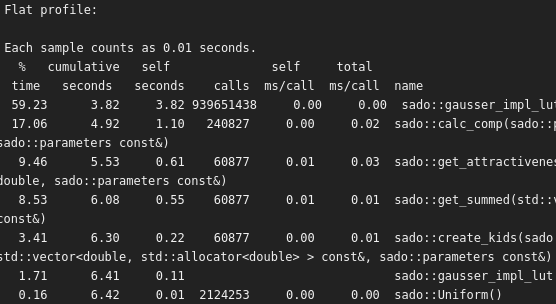 Flat profile:
Each sample counts as 0.01 seconds.
% cumulative self self total
time seconds seconds calls ms/call ms/call name
59.23 3.82 3.82 939651438 0.00 0.00 sado::gausser_impl_lut
17.06 4.92 1.10 240827 0.00 0.02 sado::calc_comp(sado::p
sado::parameters const&)
9.46 5.53 0.61 60877 0.01 0.03 sado::get_attractivenes
double, sado::parameters const&)
8.53 6.08 0.55 60877 0.01 0.01 sado::get_summed(std::v
const&)
3.41 6.30 0.22 60877 0.00 0.01 sado::create_kids(sado
std::vector<double, std::allocator<double> > const&, sado::parameters const&)
1.71 6.41 0.11 sado::gausser_impl_lut
0.16 6.42 0.01 2124253 0.00 0.00 sado::Uniform()